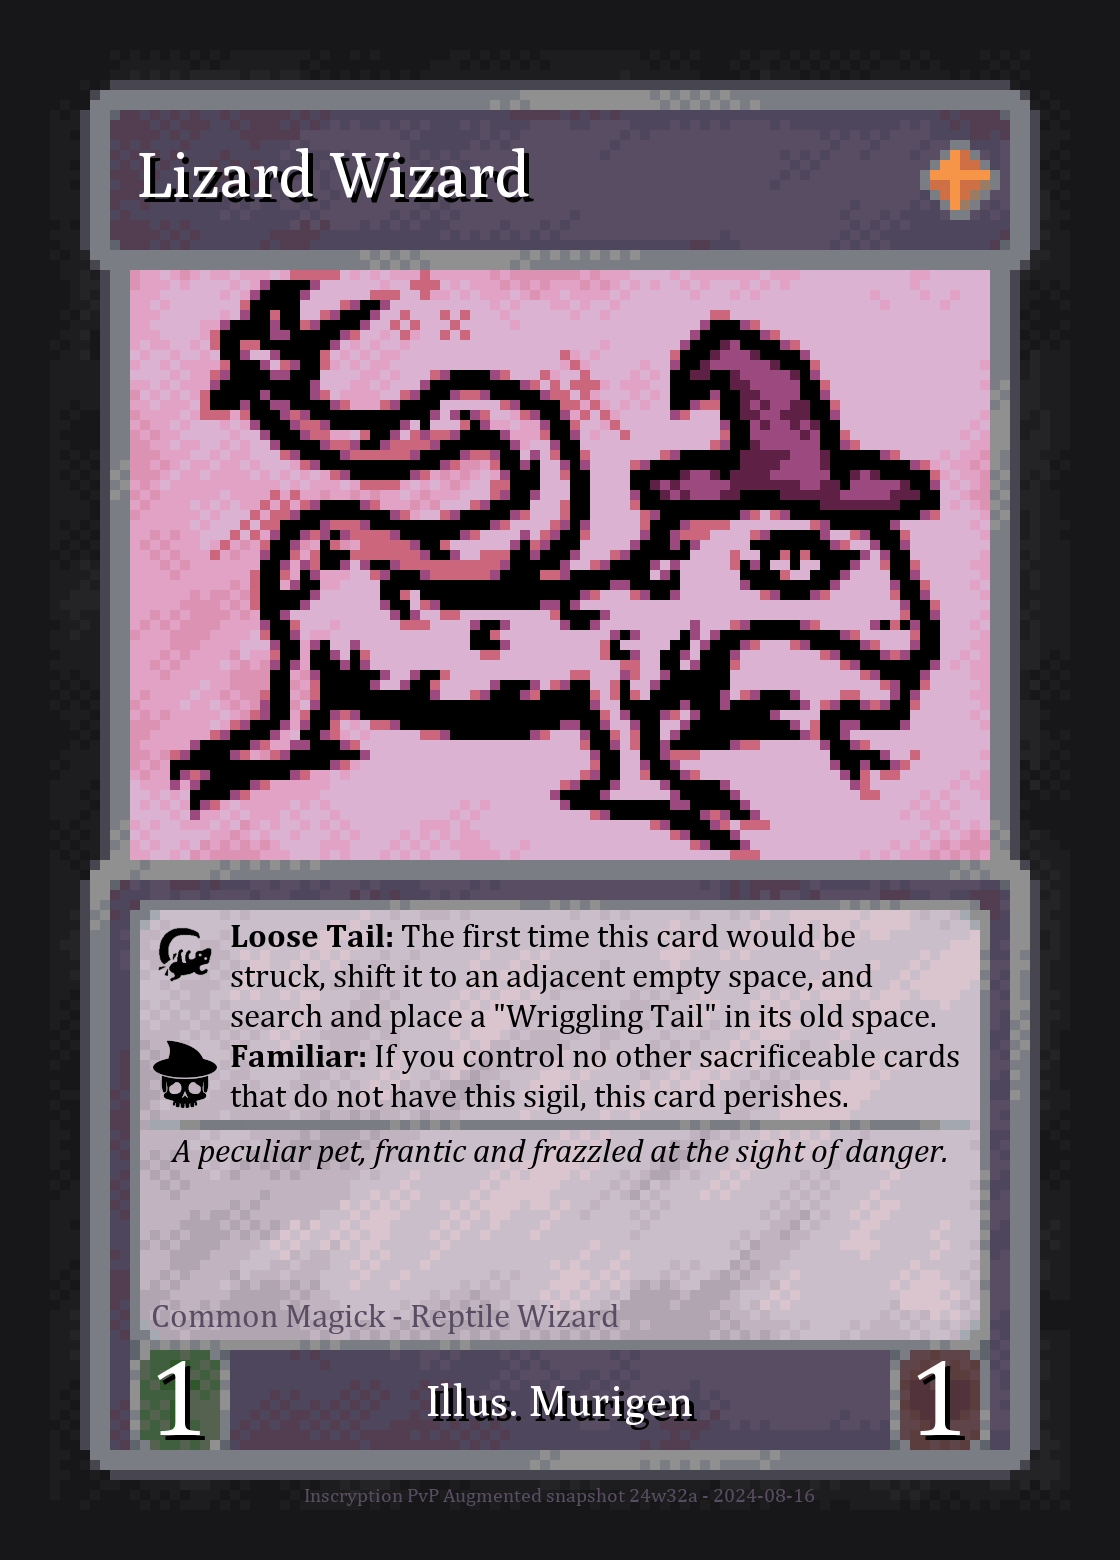 Lizard Wizard
Loose Tail: The first time this card would be
struck, shift it to an adjacent empty space, and
search and place a "Wriggling Tail" in its old space.
Familiar: If you control no other sacrificeable cards
that do not have this sigil, this card perishes.
A peculiar pet, frantic and frazzled at the sight of danger.
Common Magick - Reptile Wizard
1
Illus. Murigen
1
Inscryption PvP Augmented snapshot 24w32a - 2024-08-16